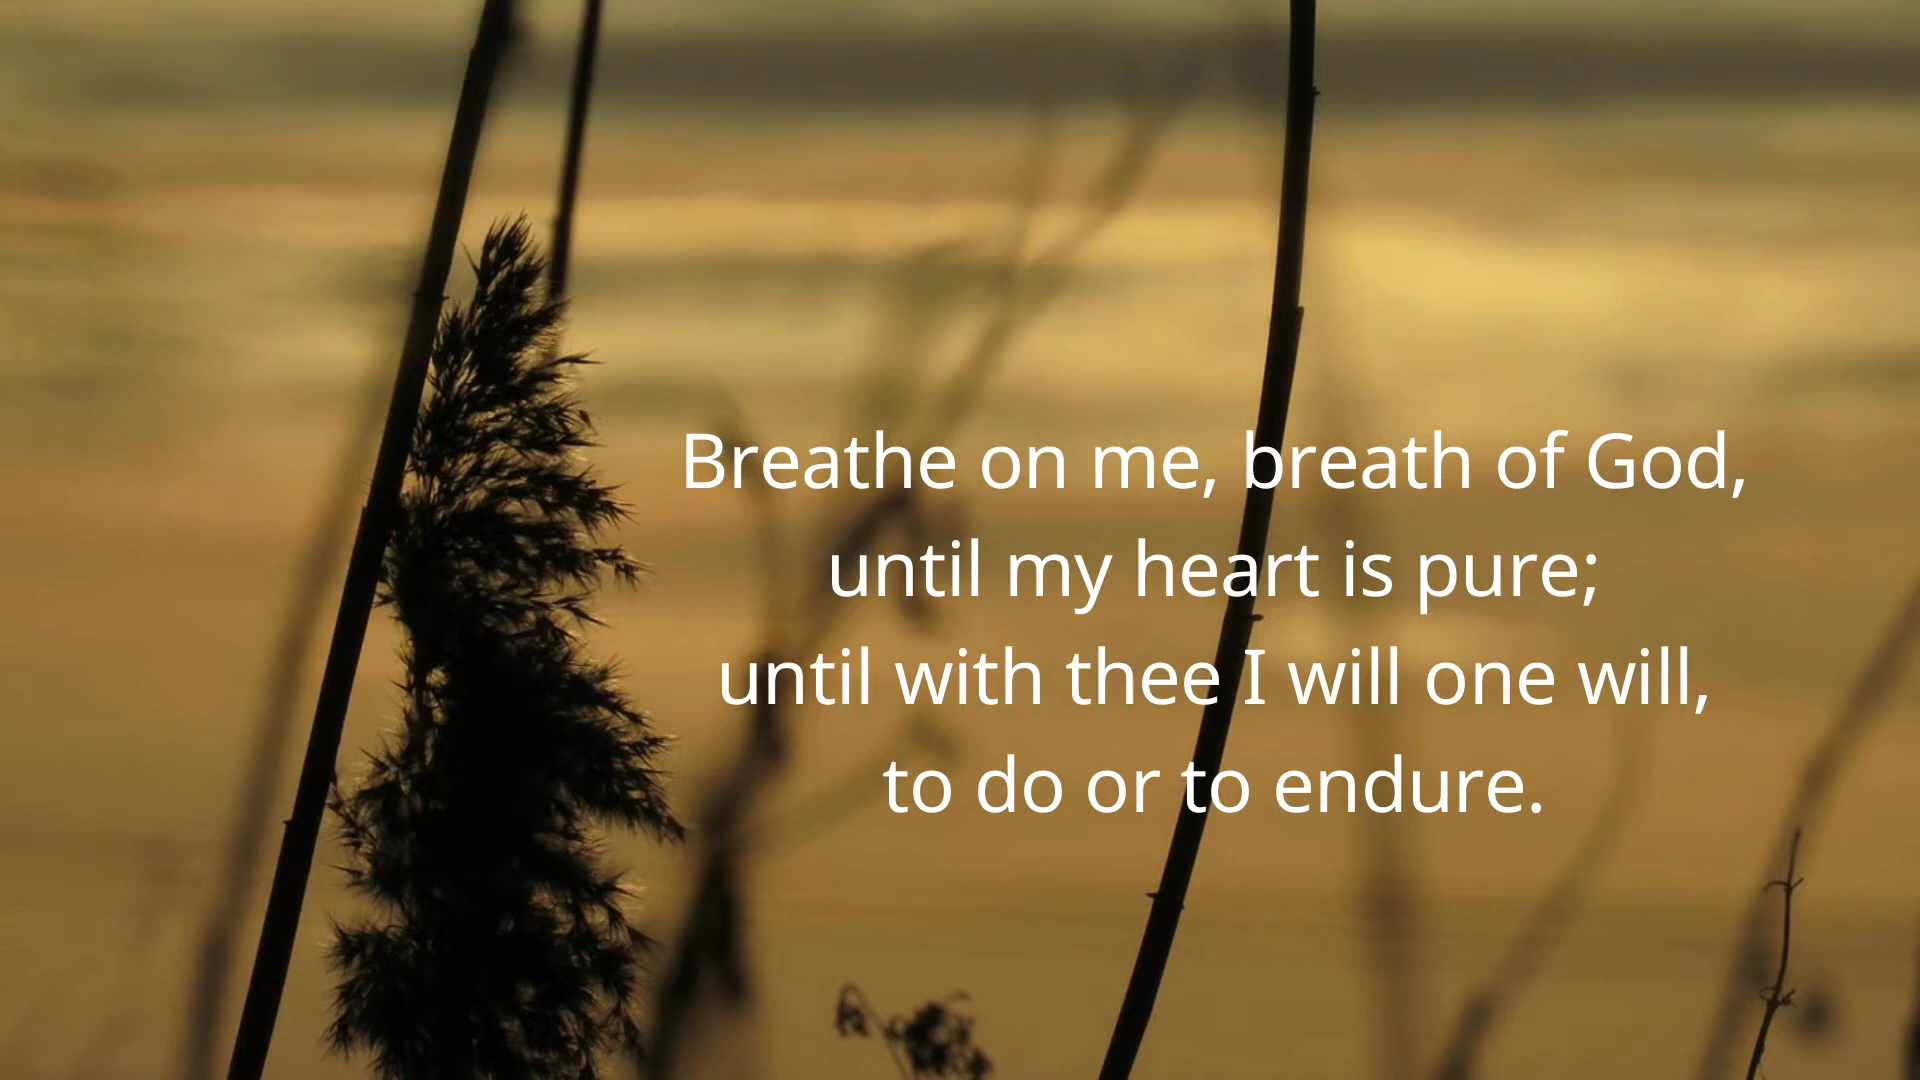 Breathe on me, breath of God,
until my heart is pure;
until with thee I will one will,
to do or to endure.